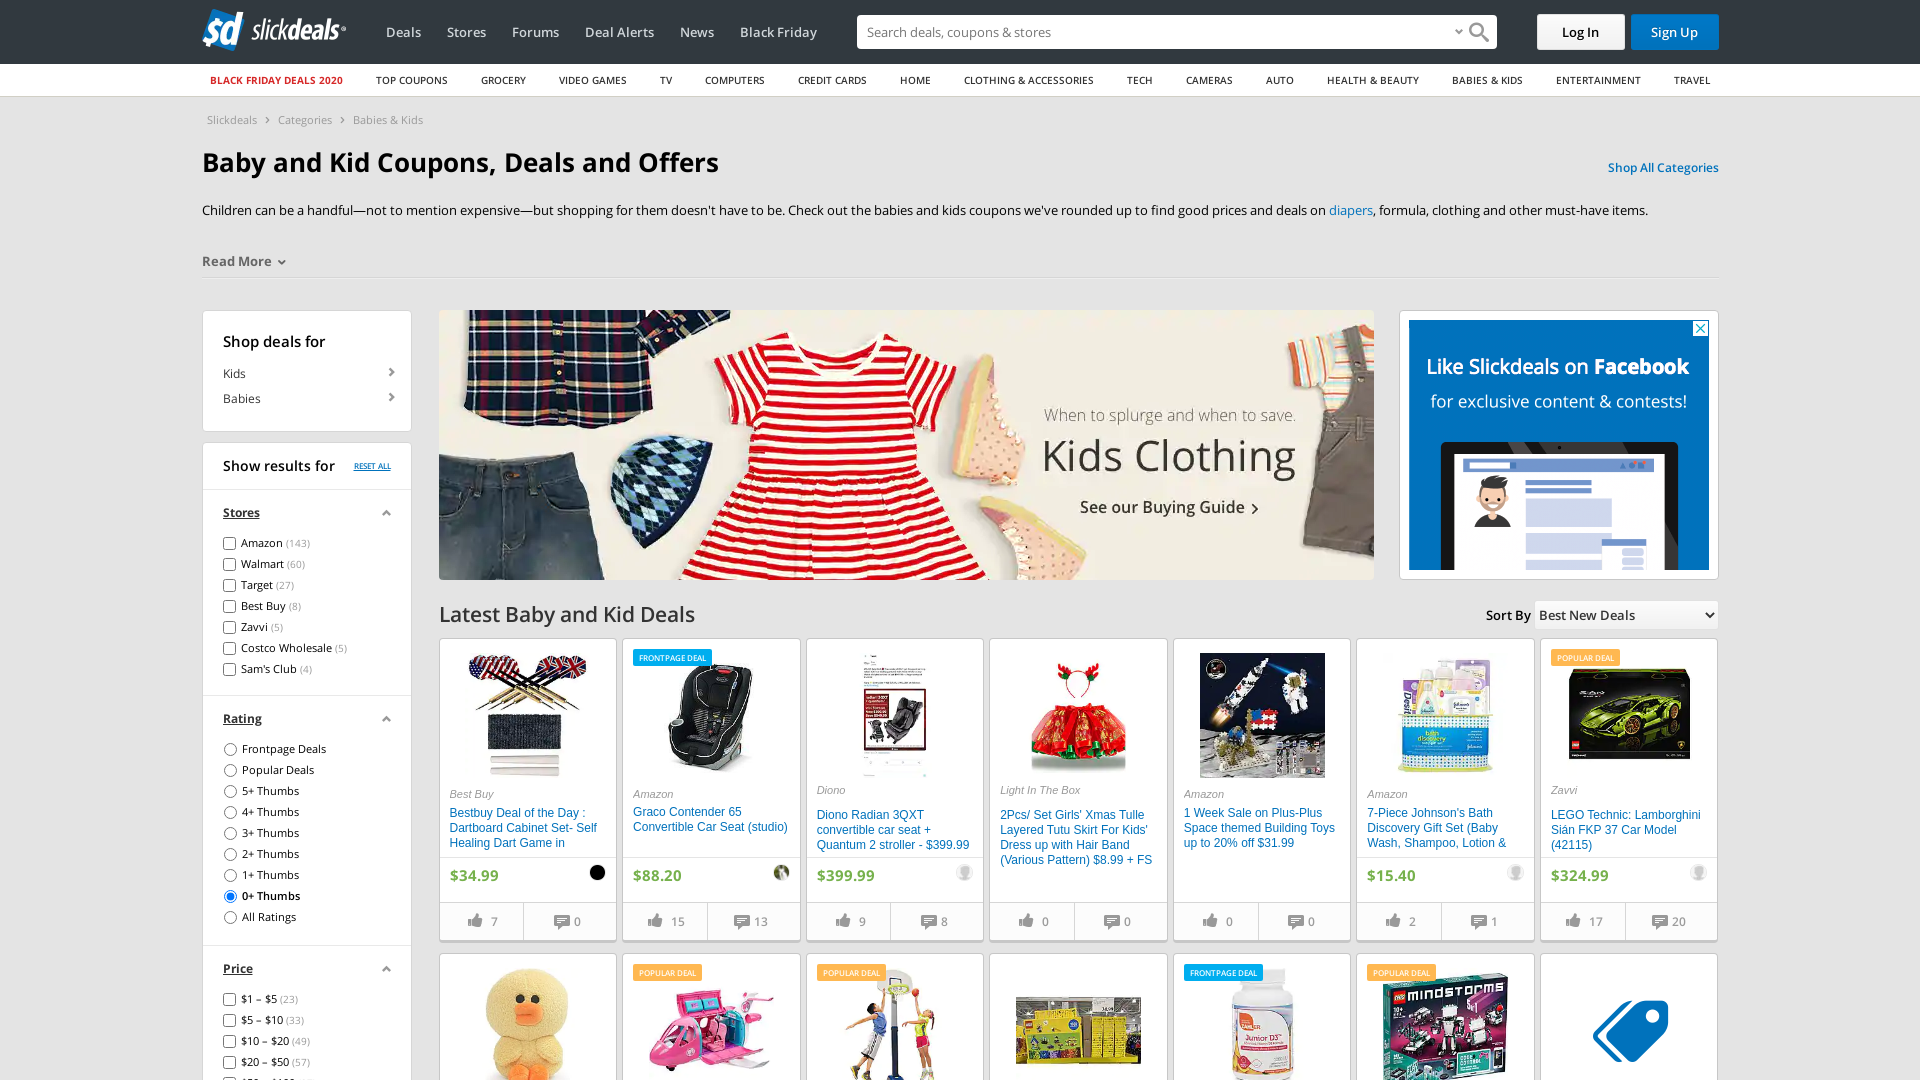 slickdeals
Deals
Stores
Forums
Deal Alerts
News
Black Friday
Search deals, coupons & stores
Log In
Sign Up
BLACK FRIDAY DEALS 2020
TOP COUPONS
GROCERY
VIDEO GAMES
TV
COMPUTERS
CREDIT CARDS
HOME
CLOTHING & ACCESSORIES
TECH
CAMERAS
AUTO
HEALTH & BEAUTY
BABIES & KIDS
ENTERTAINMENT
TRAVEL
Slickdeals > Categories > Babies & Kids
Baby and Kid Coupons, Deals and Offers
Shop All Categories
Children can be a handful—not to mention expensive—but shopping for them doesn't have to be. Check out the babies and kids coupons we've rounded up to find good prices and deals on diapers, formula, clothing and other must-have items.
Read More
Shop deals for
Kids
Babies
Show results for
RESET ALL
Stores
Amazon (143)
Walmart (60)
Target (27)
Best Buy (8)
Zavvi (5)
Costco Wholesale (5)
Sam's Club (4)
Rating
Frontpage Deals
Popular Deals
5+ Thumbs
4+ Thumbs
3+ Thumbs
2+ Thumbs
1+ Thumbs
0+ Thumbs
All Ratings
Price
$1 – $5 (23)
$5 – $10 (33)
$10 – $20 (49)
$20 – $50 (57)
When to splurge and when to save.
Kids Clothing
See our Buying Guide
Like Slickdeals on Facebook
for exclusive content & contests!
Latest Baby and Kid Deals
Sort By
Best New Deals
Best Buy
Bestbuy Deal of the Day :
Dartboard Cabinet Set- Self
Healing Dart Game in
$34.99
7
0
FRONTPAGE DEAL
Amazon
Graco Contender 65
Convertible Car Seat (studio)
$88.20
15
13
Diono
Diono Radian 3QXT
convertible car seat +
Quantum 2 stroller - $399.99
$399.99
9
8
Light In The Box
2Pcs/ Set Girls' Xmas Tulle
Layered Tutu Skirt For Kids'
Dress up with Hair Band
(Various Pattern) $8.99 + FS
0
0
Amazon
1 Week Sale on Plus-Plus
Space themed Building Toys
up to 20% off $31.99
0
0
Amazon
7-Piece Johnson's Bath
Discovery Gift Set (Baby
Wash, Shampoo, Lotion &
$15.40
2
1
POPULAR DEAL
Zavvi
LEGO Technic: Lamborghini
Sián FKP 37 Car Model
(42115)
$324.99
17
20
POPULAR DEAL
POPULAR DEAL
FRONTPAGE DEAL
Junior D3
POPULAR DEAL
MINDSTORMS